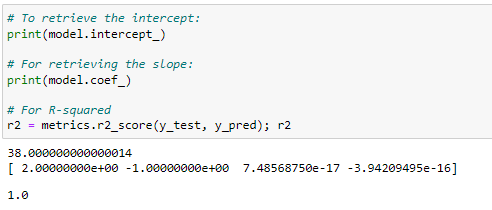 # To retrieve the intercept:
print(model.intercept_)
# For retrieving the slope:
print(model.coef_)
# For R-squared
r2 = metrics.r2_score(y_test, y_pred); r2
38.000000000000014
[ 2.00000000e+00 -1.00000000e+00  7.48568750e-17 -3.94209495e-16]
1.0